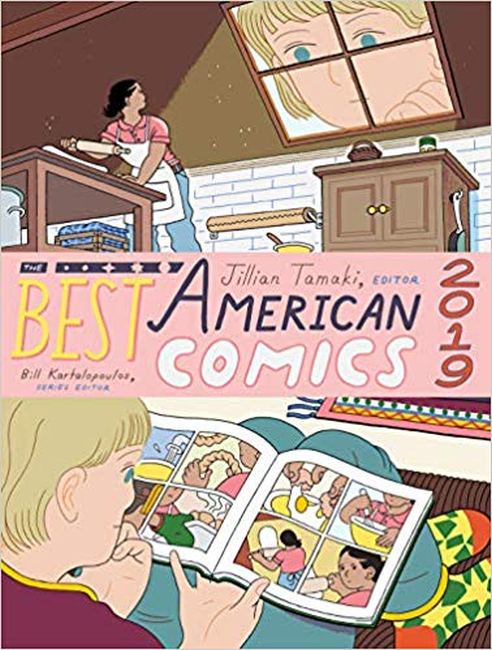 THE
BEST AMERICAN
COMICS
2019
Jillian Tamaki, EDITOR
Bill Kartalopoulos,
SERIES EDITOR